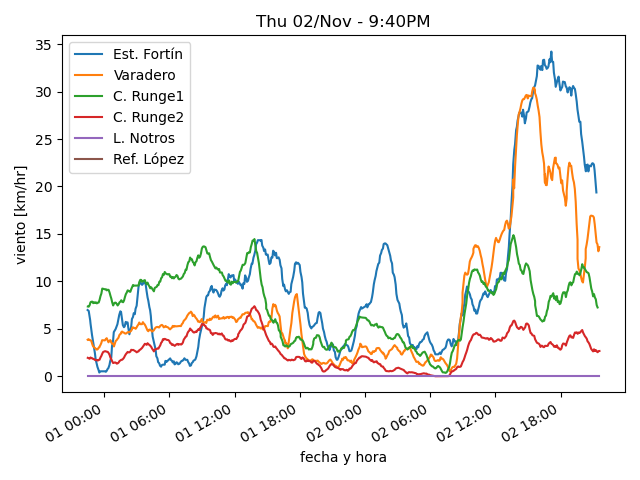 Thu 02/Nov - 9:40PM
35
30
25
20
15
10
5
0
viento [km/hr]
Est. Fortín
Varadero
C. Runge1
C. Runge2
L. Notros
Ref. López
01 00:00
01 06:00
01 12:00
01 18:00
02 00:00
02 06:00
02 12:00
02 18:00
fecha y hora